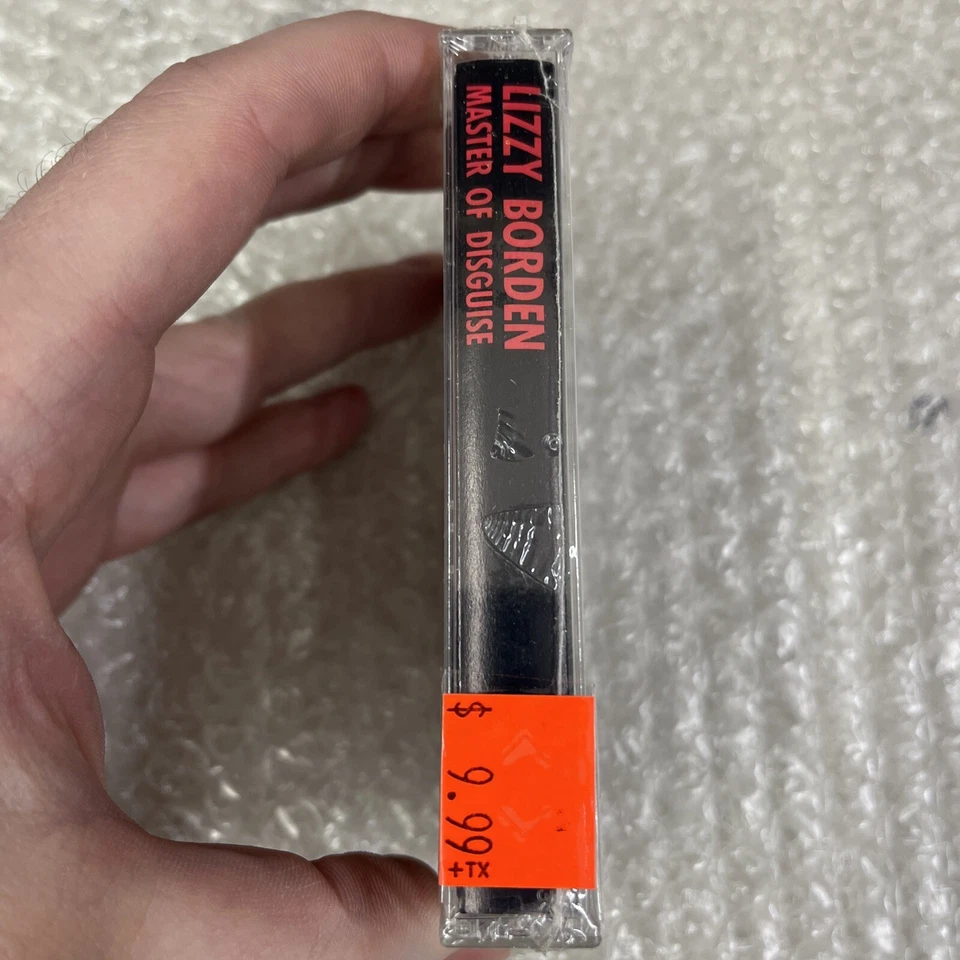 LIZZY BORDEN
MASTER OF DISGUISE
$ 9.99
+TX